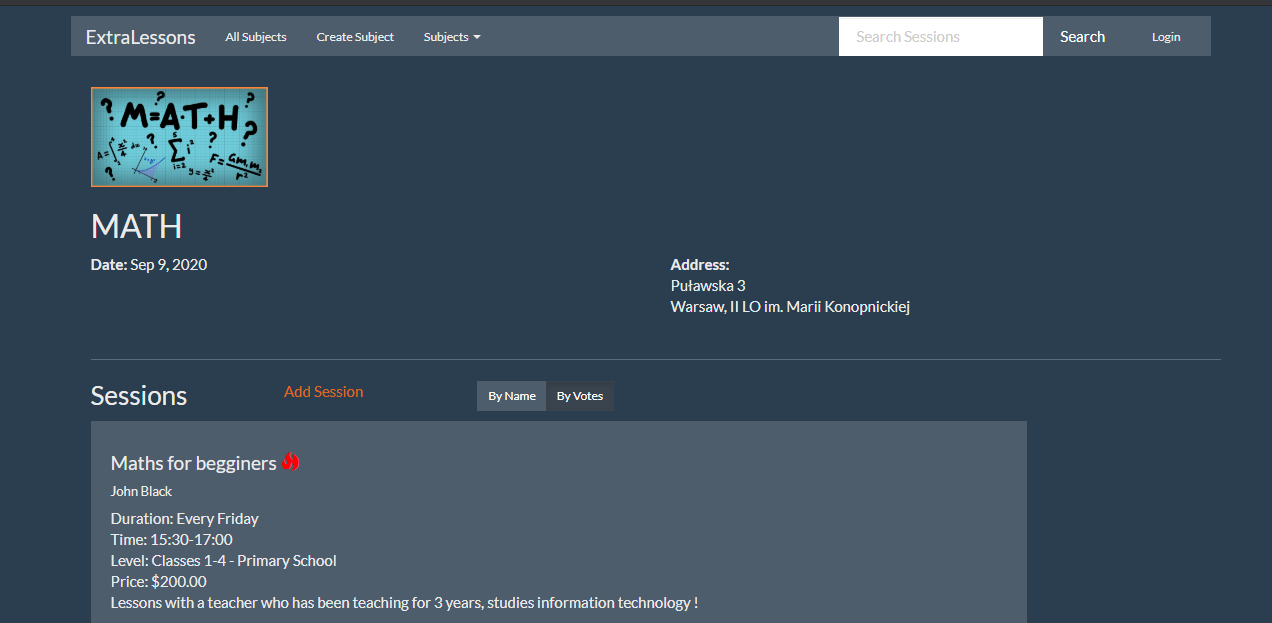 ExtraLessons All Subjects Create Subject Subjects Search Sessions Search Login
? M=A·T+H ?
MATH
Date: Sep 9, 2020
Address:
Puławska 3
Warsaw, II LO im. Marii Konopnickiej
Sessions Add Session By Name By Votes
Maths for begginers
John Black
Duration: Every Friday
Time: 15:30-17:00
Level: Classes 1-4 - Primary School
Price: $200.00
Lessons with a teacher who has been teaching for 3 years, studies information technology !